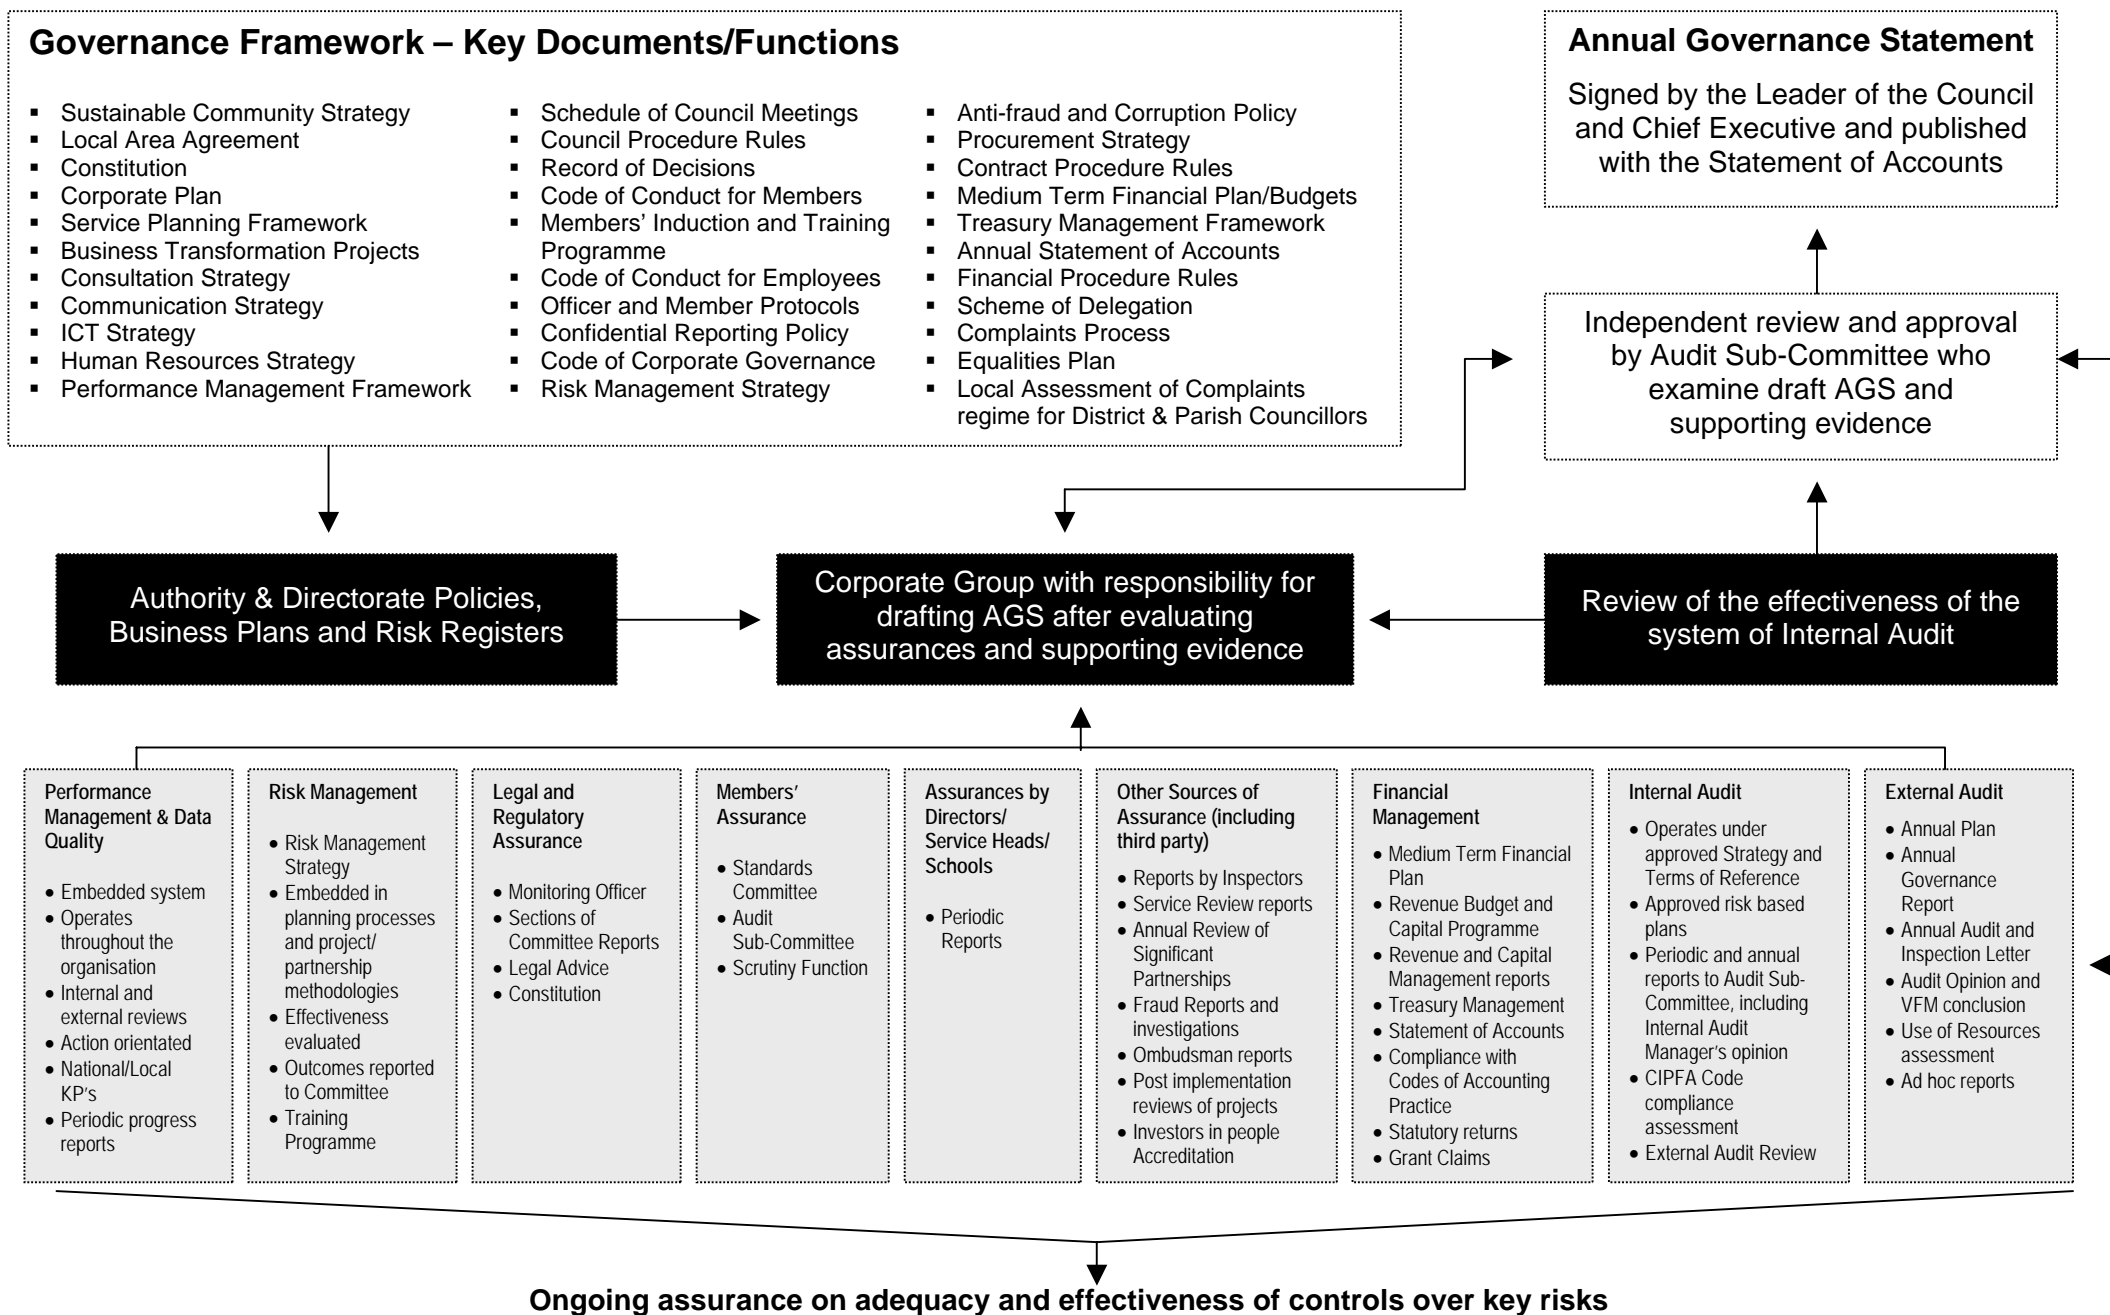 Governance Framework – Key Documents/Functions
▪ Sustainable Community Strategy
▪ Local Area Agreement
▪ Constitution
▪ Corporate Plan
▪ Service Planning Framework
▪ Business Transformation Projects
▪ Consultation Strategy
▪ Communication Strategy
▪ ICT Strategy
▪ Human Resources Strategy
▪ Performance Management Framework
▪ Schedule of Council Meetings
▪ Council Procedure Rules
▪ Record of Decisions
▪ Code of Conduct for Members
▪ Members’ Induction and Training
Programme
▪ Code of Conduct for Employees
▪ Officer and Member Protocols
▪ Confidential Reporting Policy
▪ Code of Corporate Governance
▪ Risk Management Strategy
▪ Anti-fraud and Corruption Policy
▪ Procurement Strategy
▪ Contract Procedure Rules
▪ Medium Term Financial Plan/Budgets
▪ Treasury Management Framework
▪ Annual Statement of Accounts
▪ Financial Procedure Rules
▪ Scheme of Delegation
▪ Complaints Process
▪ Equalities Plan
▪ Local Assessment of Complaints
regime for District & Parish Councillors
Annual Governance Statement
Signed by the Leader of the Council
and Chief Executive and published
with the Statement of Accounts
Independent review and approval
by Audit Sub-Committee who
examine draft AGS and
supporting evidence
Authority & Directorate Policies,
Business Plans and Risk Registers
Corporate Group with responsibility for
drafting AGS after evaluating
assurances and supporting evidence
Review of the effectiveness of the
system of Internal Audit
Performance
Management & Data
Quality
• Embedded system
• Operates
throughout the
organisation
• Internal and
external reviews
• Action orientated
• National/Local
KP’s
• Periodic progress
reports
Risk Management
• Risk Management
Strategy
• Embedded in
planning processes
and project/
partnership
methodologies
• Effectiveness
evaluated
• Outcomes reported
to Committee
• Training
Programme
Legal and
Regulatory
Assurance
• Monitoring Officer
• Sections of
Committee Reports
• Legal Advice
• Constitution
Members’
Assurance
• Standards
Committee
• Audit
Sub-Committee
• Scrutiny Function
Assurances by
Directors/
Service Heads/
Schools
• Periodic
Reports
Other Sources of
Assurance (including
third party)
• Reports by Inspectors
• Service Review reports
• Annual Review of
Significant
Partnerships
• Fraud Reports and
investigations
• Ombudsman reports
• Post implementation
reviews of projects
• Investors in people
Accreditation
Financial
Management
• Medium Term Financial
Plan
• Revenue Budget and
Capital Programme
• Revenue and Capital
Management reports
• Treasury Management
• Statement of Accounts
• Compliance with
Codes of Accounting
Practice
• Statutory returns
• Grant Claims
Internal Audit
• Operates under
approved Strategy and
Terms of Reference
• Approved risk based
plans
• Periodic and annual
reports to Audit Sub-
Committee, including
Internal Audit
Manager’s opinion
• CIPFA Code
compliance
assessment
• External Audit Review
External Audit
• Annual Plan
• Annual
Governance
Report
• Annual Audit and
Inspection Letter
• Audit Opinion and
VFM conclusion
• Use of Resources
assessment
• Ad hoc reports
Ongoing assurance on adequacy and effectiveness of controls over key risks